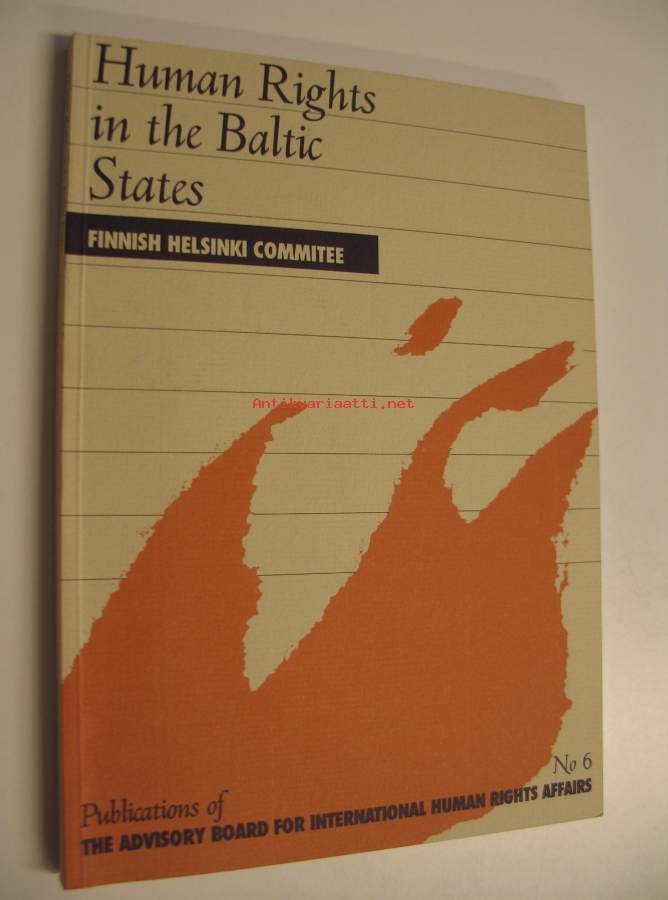 Human Rights
in the Baltic
States
FINNISH HELSINKI COMMITEE
Antikvariaatti.net
No 6
Publications of
THE ADVISORY BOARD FOR INTERNATIONAL HUMAN RIGHTS AFFAIRS